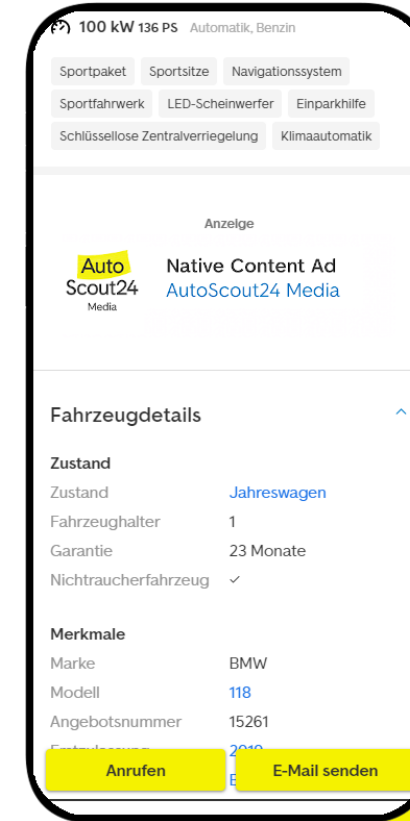 100 kW 136 PS Automatik, Benzin
Sportpaket Sportsitze Navigationssystem
Sportfahrwerk LED-Scheinwerfer Einparkhilfe
Schlüssellose Zentralverriegelung Klimaautomatik
Anzeige
Auto Scout24 Media
Native Content Ad
AutoScout24 Media
Fahrzeugdetails
Zustand
Zustand Jahreswagen
Fahrzeughalter 1
Garantie 23 Monate
Nichtraucherfahrzeug ✓
Merkmale
Marke BMW
Modell 118
Angebotsnummer 15261
Anrufen E-Mail senden